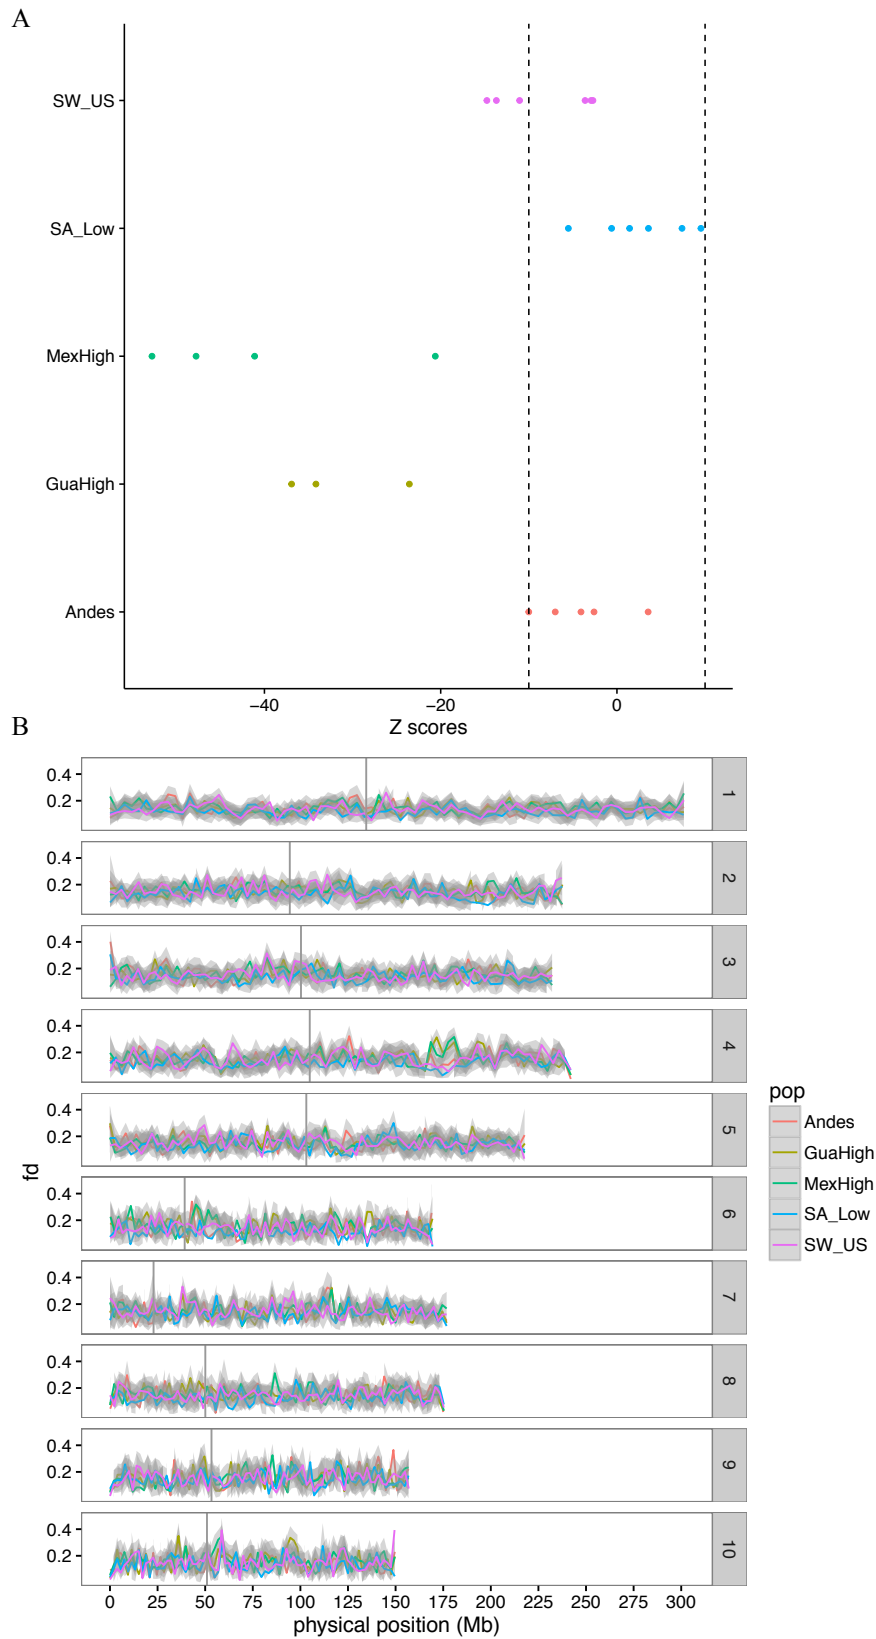 A
SW_US
SA_Low
MexHigh
GuaHigh
Andes
−40 −20 0
Z scores
B
0.4
0.2
1
0.4
0.2
2
0.4
0.2
3
0.4
0.2
4
0.4
0.2
5
0.4
0.2
6
0.4
0.2
7
0.4
0.2
8
0.4
0.2
9
0.4
0.2
10
fd
0 25 50 75 100 125 150 175 200 225 250 275 300
physical position (Mb)
pop
Andes
GuaHigh
MexHigh
SA_Low
SW_US